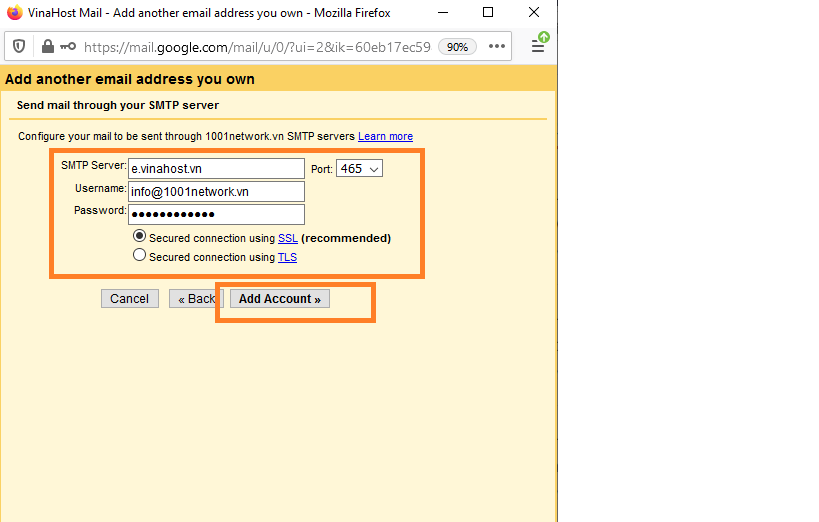 VinaHost Mail - Add another email address you own - Mozilla Firefox
https://mail.google.com/mail/u/0/?ui=2&ik=60eb17ec59 90%
Add another email address you own
Send mail through your SMTP server
Configure your mail to be sent through 1001network.vn SMTP servers Learn more
SMTP Server: e.vinahost.vn Port: 465
Username: info@1001network.vn
Password: ●●●●●●●●●●●●
Secured connection using SSL (recommended)
Secured connection using TLS
Cancel « Back Add Account »